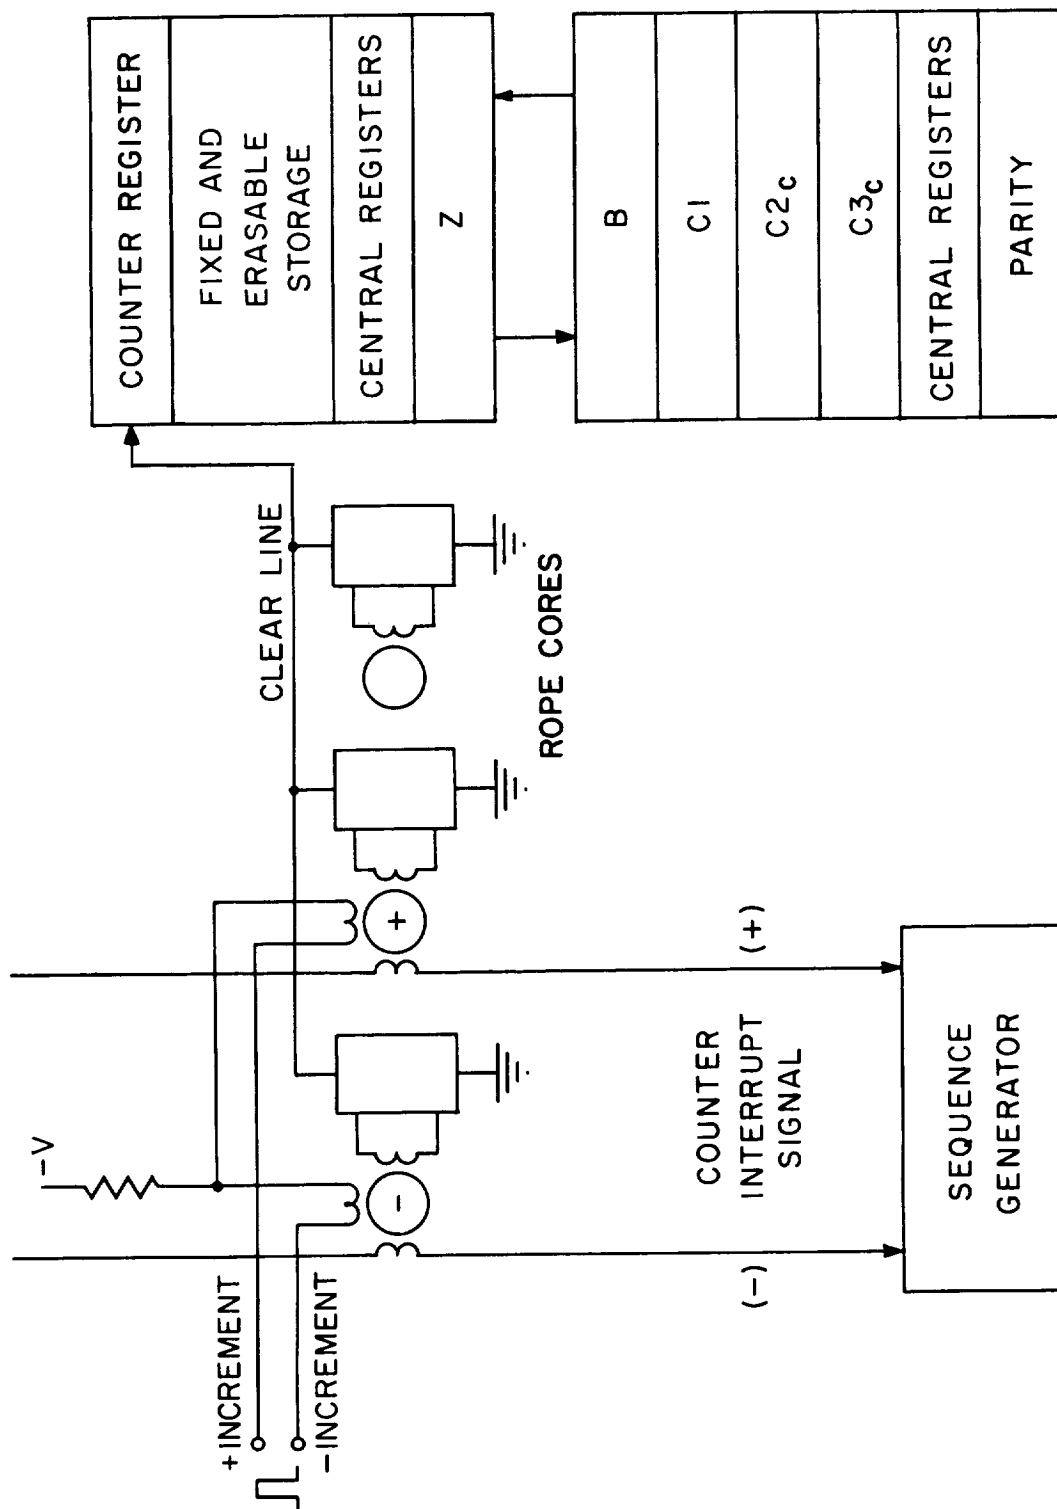 -V
+INCREMENT
-INCREMENT
-
+
CLEAR LINE
ROPE CORES
(-)
(+)
COUNTER
INTERRUPT
SIGNAL
SEQUENCE
GENERATOR
COUNTER REGISTER
FIXED AND
ERASABLE
STORAGE
CENTRAL REGISTERS
Z
B
C1
C2c
C3c
CENTRAL REGISTERS
PARITY